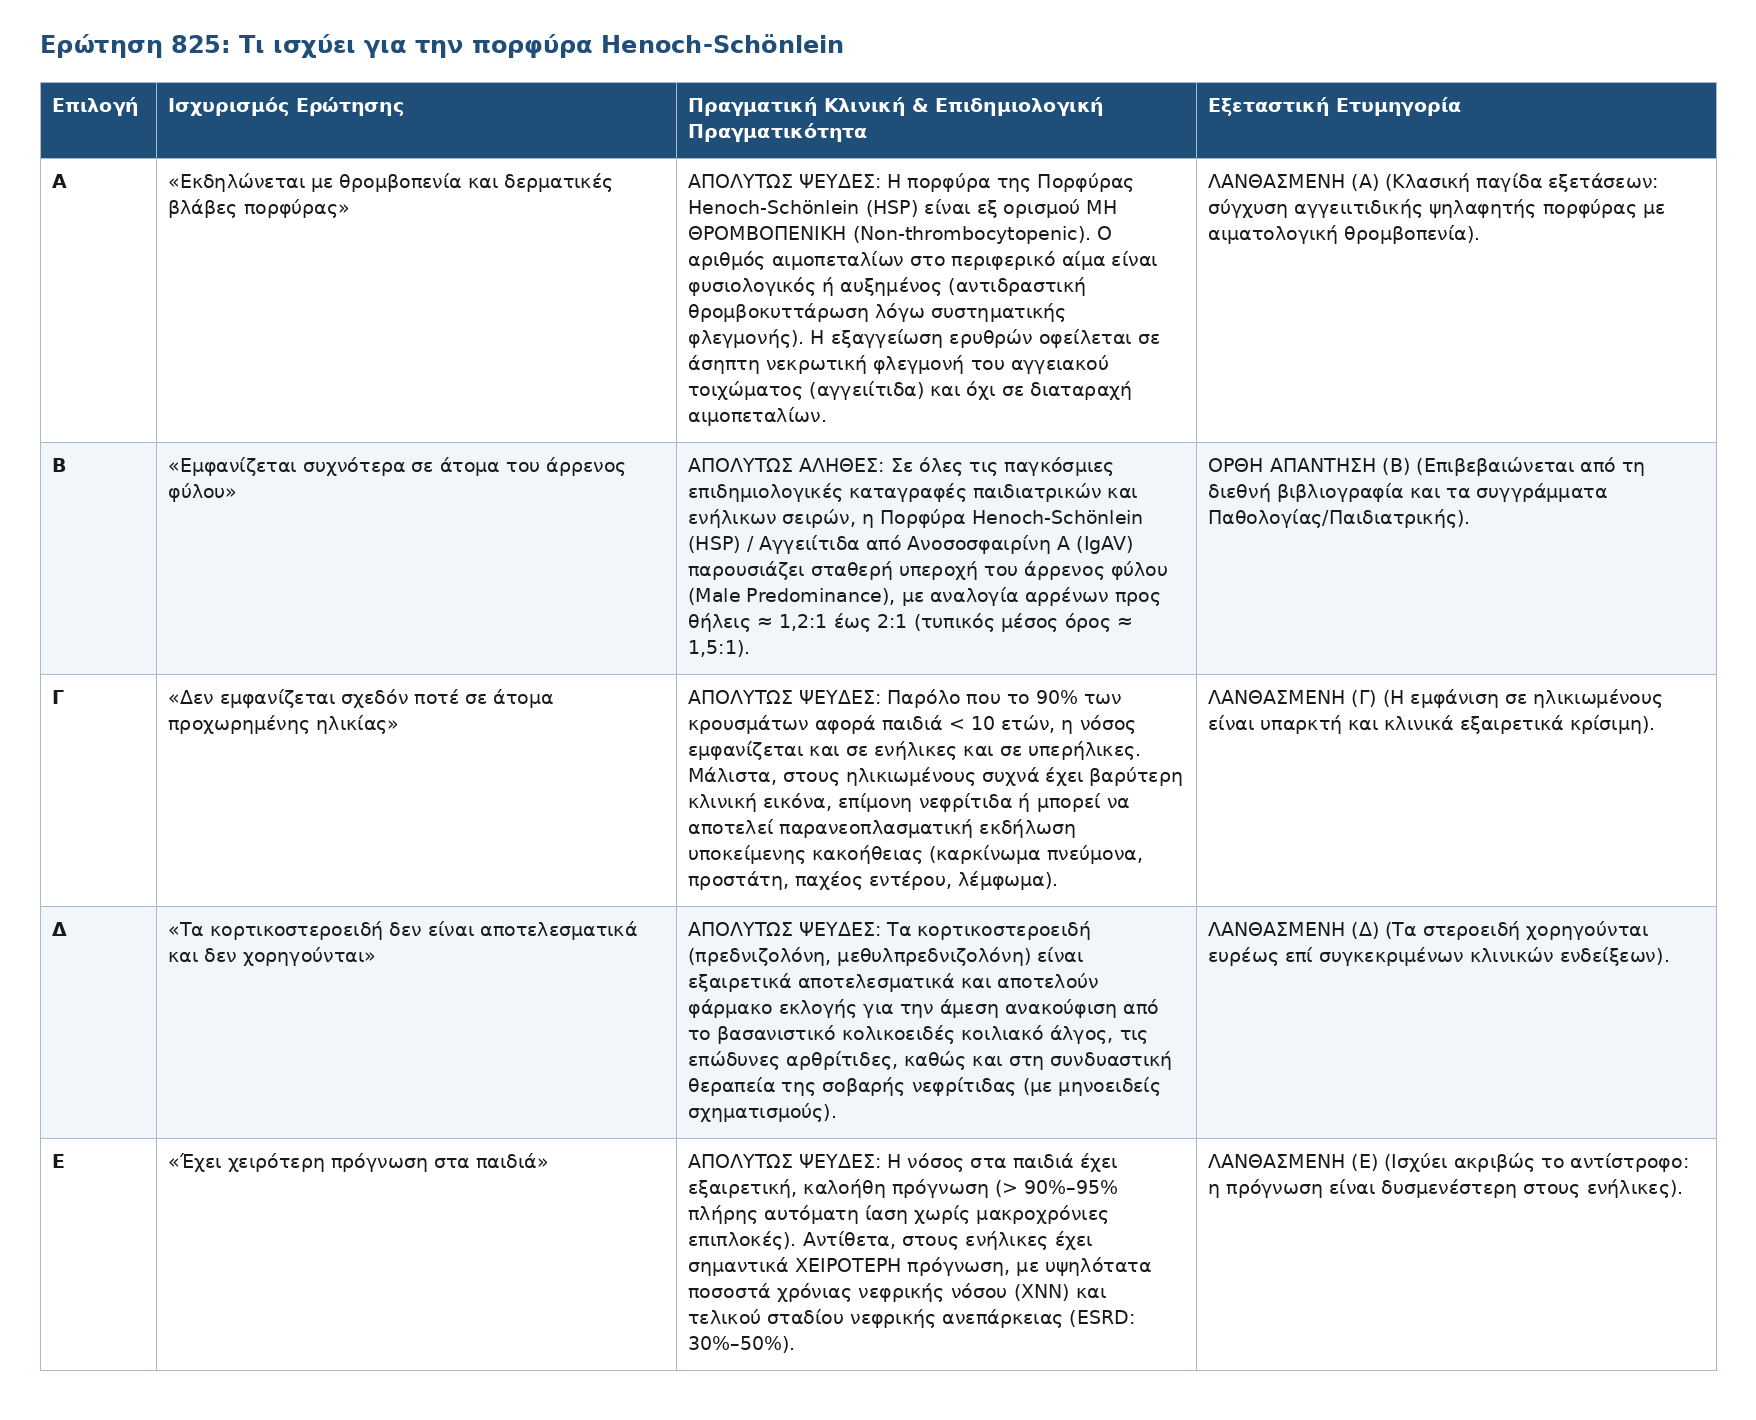 Ερώτηση 825: Τι ισχύει για την πορφύρα Henoch-Schönlein
Επιλογή
Ισχυρισμός Ερώτησης
Πραγματική Κλινική & Επιδημιολογική
Πραγματικότητα
Εξεταστική Ετυμηγορία
Α
«Εκδηλώνεται με θρομβοπενία και δερματικές
βλάβες πορφύρας»
ΑΠΟΛΥΤΩΣ ΨΕΥΔΕΣ: Η πορφύρα της Πορφύρας
Henoch-Schönlein (HSP) είναι εξ ορισμού ΜΗ
ΘΡΟΜΒΟΠΕΝΙΚΗ (Non-thrombocytopenic). Ο
αριθμός αιμοπεταλίων στο περιφερικό αίμα είναι
φυσιολογικός ή αυξημένος (αντιδραστική
θρομβοκυττάρωση λόγω συστηματικής
φλεγμονής). Η εξαγγείωση ερυθρών οφείλεται σε
άσηπτη νεκρωτική φλεγμονή του αγγειακού
τοιχώματος (αγγειίτιδα) και όχι σε διαταραχή
αιμοπεταλίων.
ΛΑΝΘΑΣΜΕΝΗ (Α) (Κλασική παγίδα εξετάσεων:
σύγχυση αγγειιτιδικής ψηλαφητής πορφύρας με
αιματολογική θρομβοπενία).
Β
«Εμφανίζεται συχνότερα σε άτομα του άρρενος
φύλου»
ΑΠΟΛΥΤΩΣ ΑΛΗΘΕΣ: Σε όλες τις παγκόσμιες
επιδημιολογικές καταγραφές παιδιατρικών και
ενήλικων σειρών, η Πορφύρα Henoch-Schönlein
(HSP) / Αγγειίτιδα από Ανοσοσφαιρίνη Α (IgAV)
παρουσιάζει σταθερή υπεροχή του άρρενος φύλου
(Male Predominance), με αναλογία αρρένων προς
θήλεις ≈ 1,2:1 έως 2:1 (τυπικός μέσος όρος ≈
1,5:1).
ΟΡΘΗ ΑΠΑΝΤΗΣΗ (Β) (Επιβεβαιώνεται από τη
διεθνή βιβλιογραφία και τα συγγράμματα
Παθολογίας/Παιδιατρικής).
Γ
«Δεν εμφανίζεται σχεδόν ποτέ σε άτομα
προχωρημένης ηλικίας»
ΑΠΟΛΥΤΩΣ ΨΕΥΔΕΣ: Παρόλο που το 90% των
κρουσμάτων αφορά παιδιά < 10 ετών, η νόσος
εμφανίζεται και σε ενήλικες και σε υπερήλικες.
Μάλιστα, στους ηλικιωμένους συχνά έχει βαρύτερη
κλινική εικόνα, επίμονη νεφρίτιδα ή μπορεί να
αποτελεί παρανεοπλασματική εκδήλωση
υποκείμενης κακοήθειας (καρκίνωμα πνεύμονα,
προστάτη, παχέος εντέρου, λέμφωμα).
ΛΑΝΘΑΣΜΕΝΗ (Γ) (Η εμφάνιση σε ηλικιωμένους
είναι υπαρκτή και κλινικά εξαιρετικά κρίσιμη).
Δ
«Τα κορτικοστεροειδή δεν είναι αποτελεσματικά
και δεν χορηγούνται»
ΑΠΟΛΥΤΩΣ ΨΕΥΔΕΣ: Τα κορτικοστεροειδή
(πρεδνιζολόνη, μεθυλπρεδνιζολόνη) είναι
εξαιρετικά αποτελεσματικά και αποτελούν
φάρμακο εκλογής για την άμεση ανακούφιση από
το βασανιστικό κολικοειδές κοιλιακό άλγος, τις
επώδυνες αρθρίτιδες, καθώς και στη συνδυαστική
θεραπεία της σοβαρής νεφρίτιδας (με μηνοειδείς
σχηματισμούς).
ΛΑΝΘΑΣΜΕΝΗ (Δ) (Τα στεροειδή χορηγούνται
ευρέως επί συγκεκριμένων κλινικών ενδείξεων).
Ε
«Έχει χειρότερη πρόγνωση στα παιδιά»
ΑΠΟΛΥΤΩΣ ΨΕΥΔΕΣ: Η νόσος στα παιδιά έχει
εξαιρετική, καλοήθη πρόγνωση (> 90%–95%
πλήρης αυτόματη ίαση χωρίς μακροχρόνιες
επιπλοκές). Αντίθετα, στους ενήλικες έχει
σημαντικά ΧΕΙΡΟΤΕΡΗ πρόγνωση, με υψηλότατα
ποσοστά χρόνιας νεφρικής νόσου (ΧΝΝ) και
τελικού σταδίου νεφρικής ανεπάρκειας (ESRD:
30%–50%).
ΛΑΝΘΑΣΜΕΝΗ (Ε) (Ισχύει ακριβώς το αντίστροφο:
η πρόγνωση είναι δυσμενέστερη στους ενήλικες).